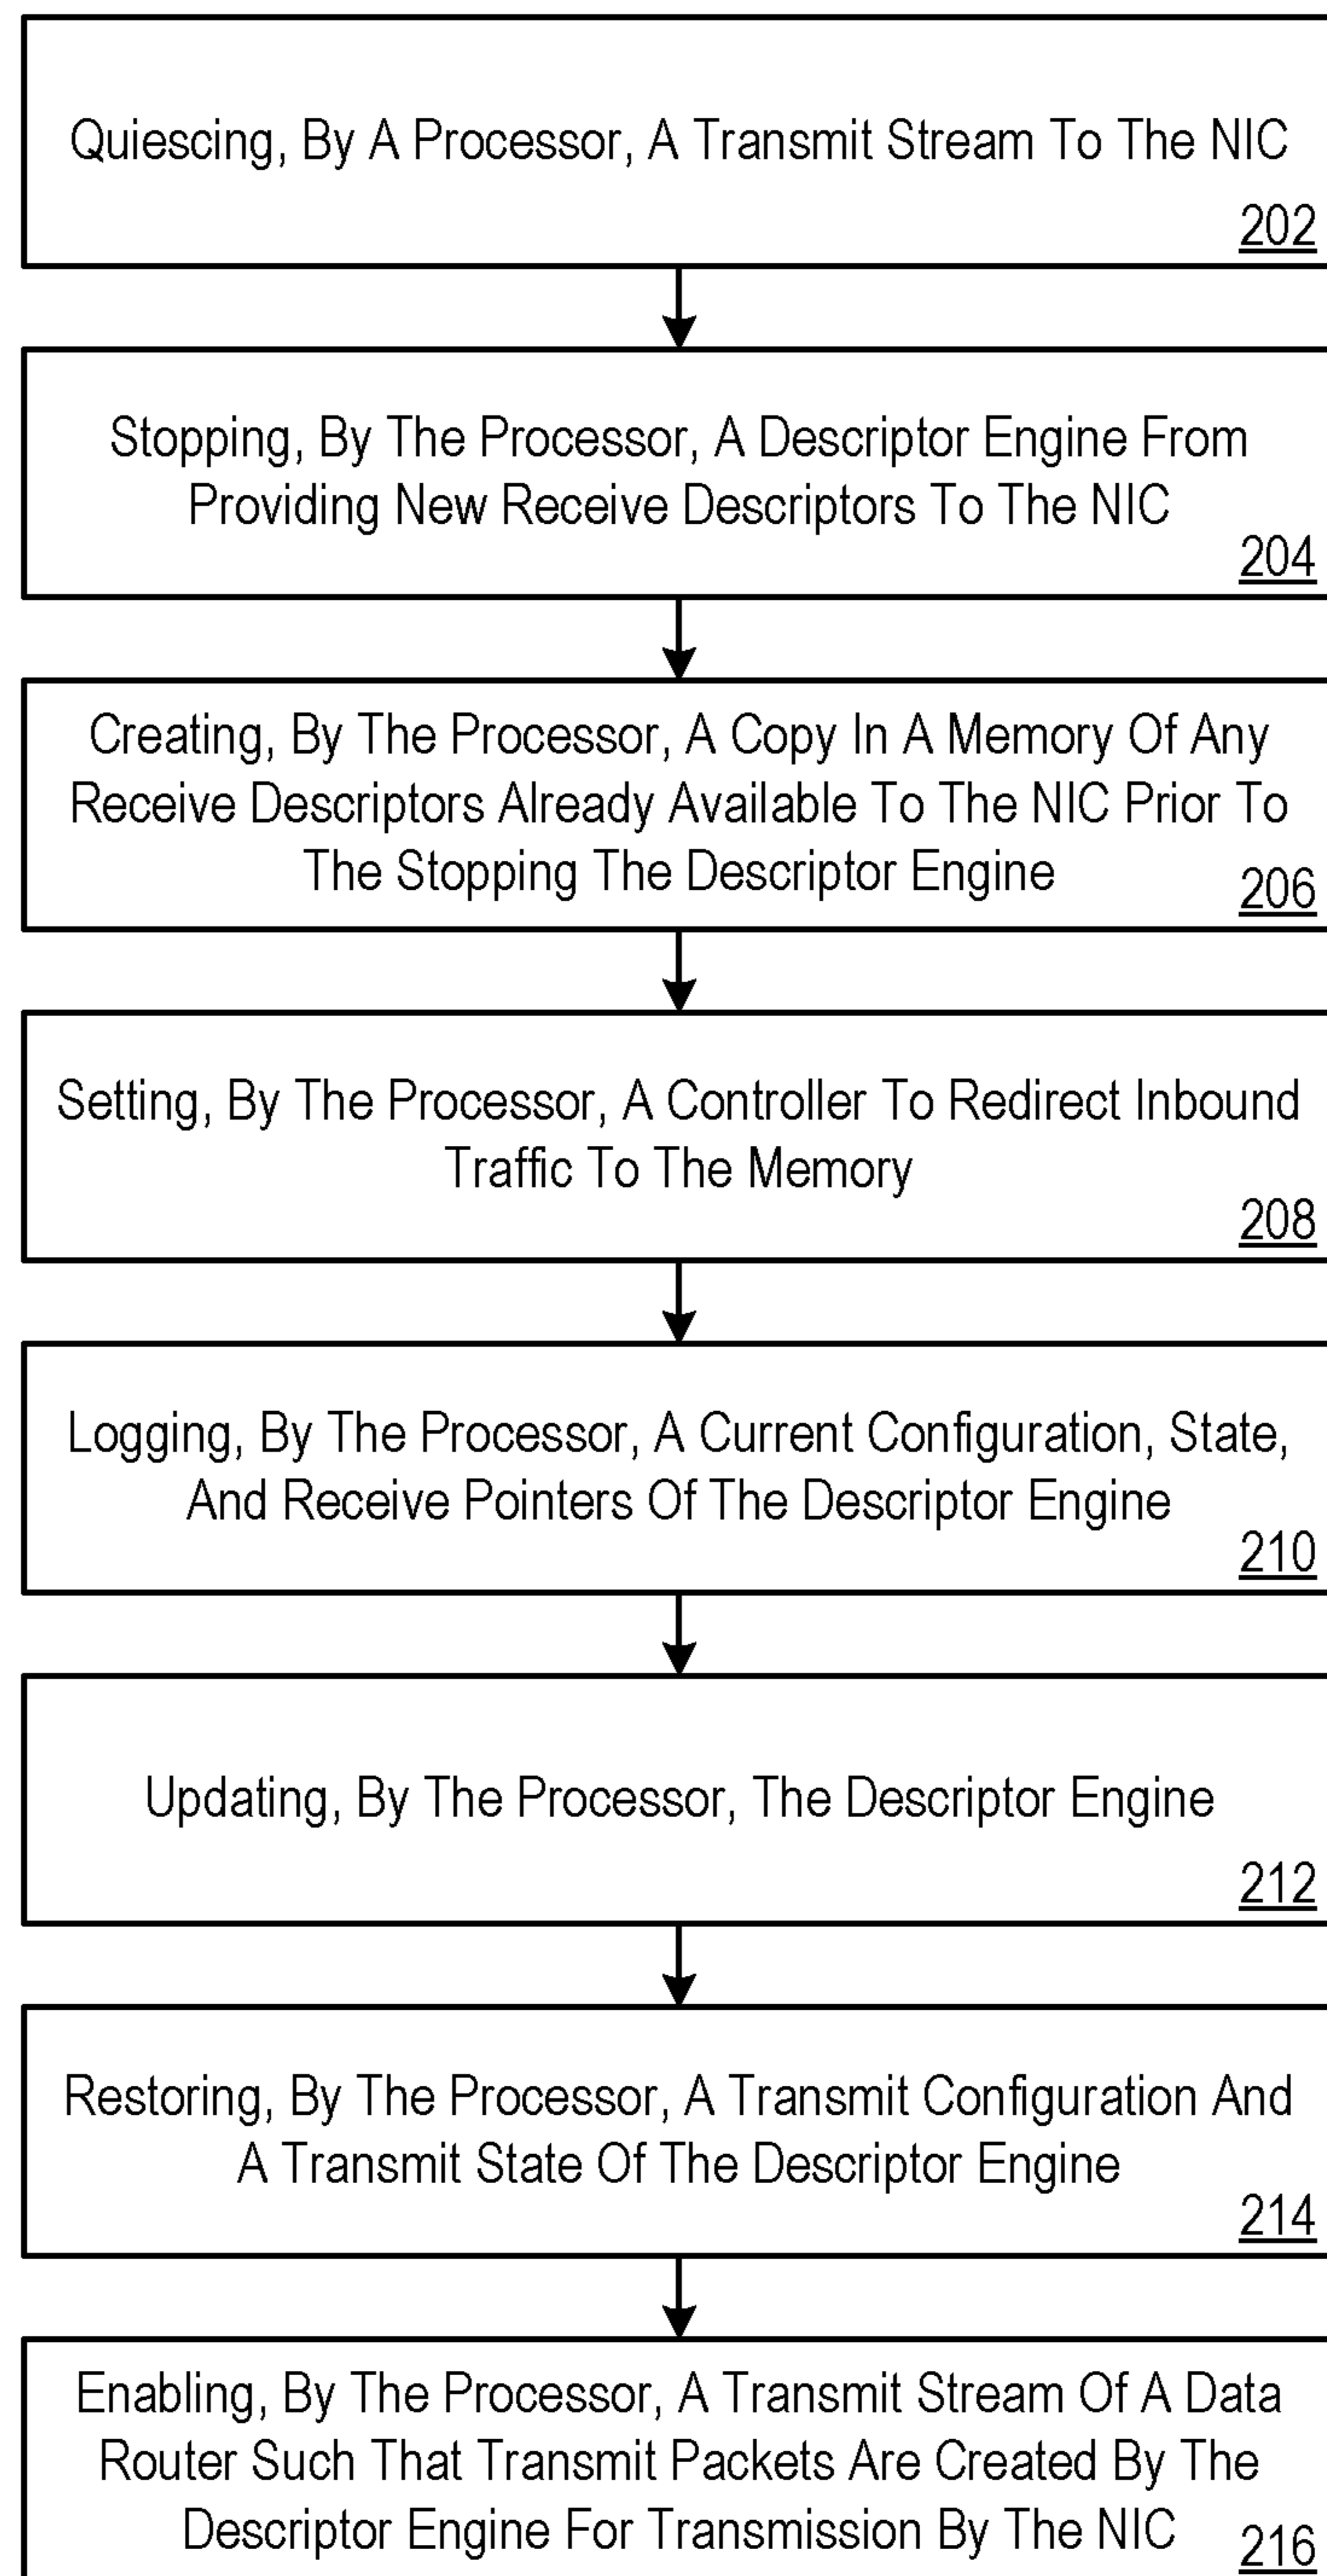 Quiescing, By A Processor, A Transmit Stream To The NIC
202
Stopping, By The Processor, A Descriptor Engine From
Providing New Receive Descriptors To The NIC
204
Creating, By The Processor, A Copy In A Memory Of Any
Receive Descriptors Already Available To The NIC Prior To
The Stopping The Descriptor Engine
206
Setting, By The Processor, A Controller To Redirect Inbound
Traffic To The Memory
208
Logging, By The Processor, A Current Configuration, State,
And Receive Pointers Of The Descriptor Engine
210
Updating, By The Processor, The Descriptor Engine
212
Restoring, By The Processor, A Transmit Configuration And
A Transmit State Of The Descriptor Engine
214
Enabling, By The Processor, A Transmit Stream Of A Data
Router Such That Transmit Packets Are Created By The
Descriptor Engine For Transmission By The NIC
216